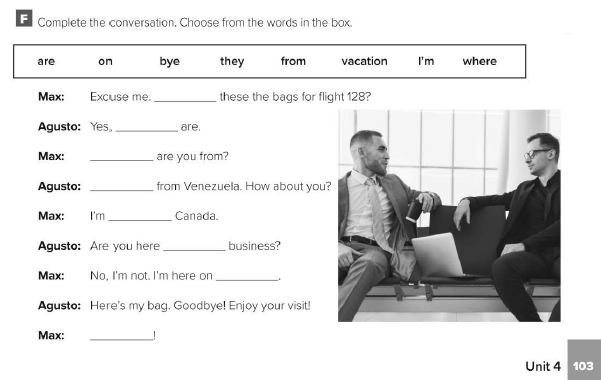 F Complete the conversation. Choose from the words in the box.
are on bye they from vacation I'm where
Max: Excuse me, __________ these the bags for flight 128?
Agusto: Yes, __________ are.
Max: __________ are you from?
Agusto: __________ from Venezuela. How about you?
Max: I'm __________ Canada.
Agusto: Are you here __________ business?
Max: No, I'm not. I'm here on __________.
Agusto: Here's my bag. Goodbye! Enjoy your visit!
Max: __________!
Unit 4 103